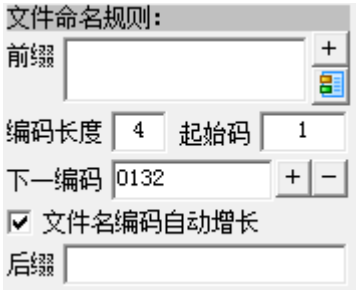 文件命名规则:
前缀 +
编码长度 4 起始码 1
下一编码 0132 + -
文件名编码自动增长
后缀